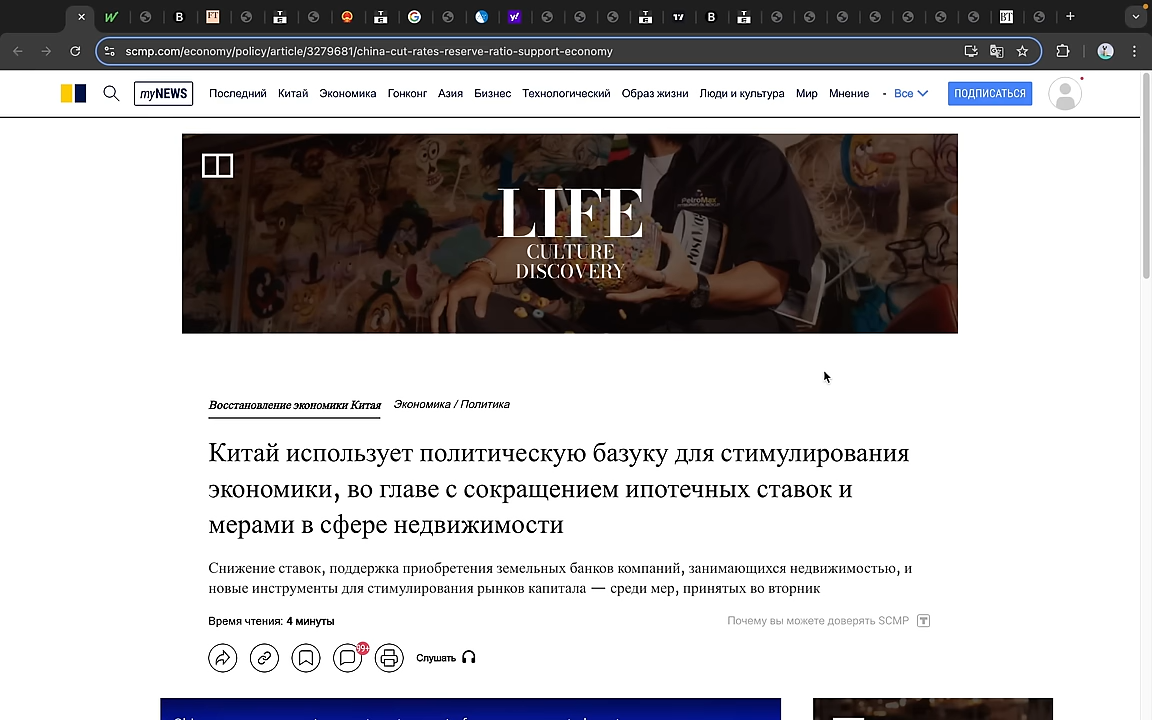 scmp.com/economy/policy/article/3279681/china-cut-rates-reserve-ratio-support-economy
myNEWS Последний Китай Экономика Гонконг Азия Бизнес Технологический Образ жизни Люди и культура Мир Мнение - Все ПОДПИСАТЬСЯ
PetroMax
LIFE
CULTURE
DISCOVERY
Восстановление экономики Китая Экономика / Политика
Китай использует политическую базуку для стимулирования
экономики, во главе с сокращением ипотечных ставок и
мерами в сфере недвижимости
Снижение ставок, поддержка приобретения земельных банков компаний, занимающихся недвижимостью, и
новые инструменты для стимулирования рынков капитала — среди мер, принятых во вторник
Время чтения: 4 минуты
Почему вы можете доверять SCMP
99+
Слушать